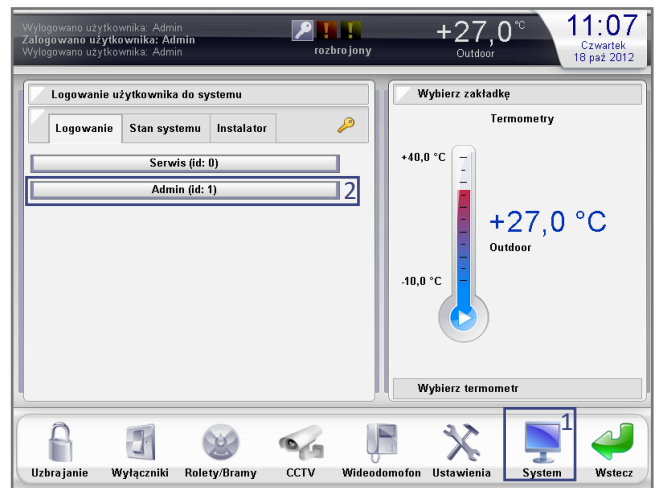 Wylogowano użytkownika: Admin
Zalogowano użytkownika: Admin
Wylogowano użytkownika: Admin
rozbrojony
+27,0 °C
Outdoor
11:07
Czwartek
18 paź 2012
Logowanie użytkownika do systemu
Logowanie Stan systemu Instalator
Serwis (id: 0)
Admin (id: 1)
2
Wybierz zakładkę
Termometry
+40,0 °C
+27,0 °C
Outdoor
-10,0 °C
Wybierz termometr
1
Uzbrajanie Wyłączniki Rolety/Bramy CCTV Wideodomofon Ustawienia System Wstecz